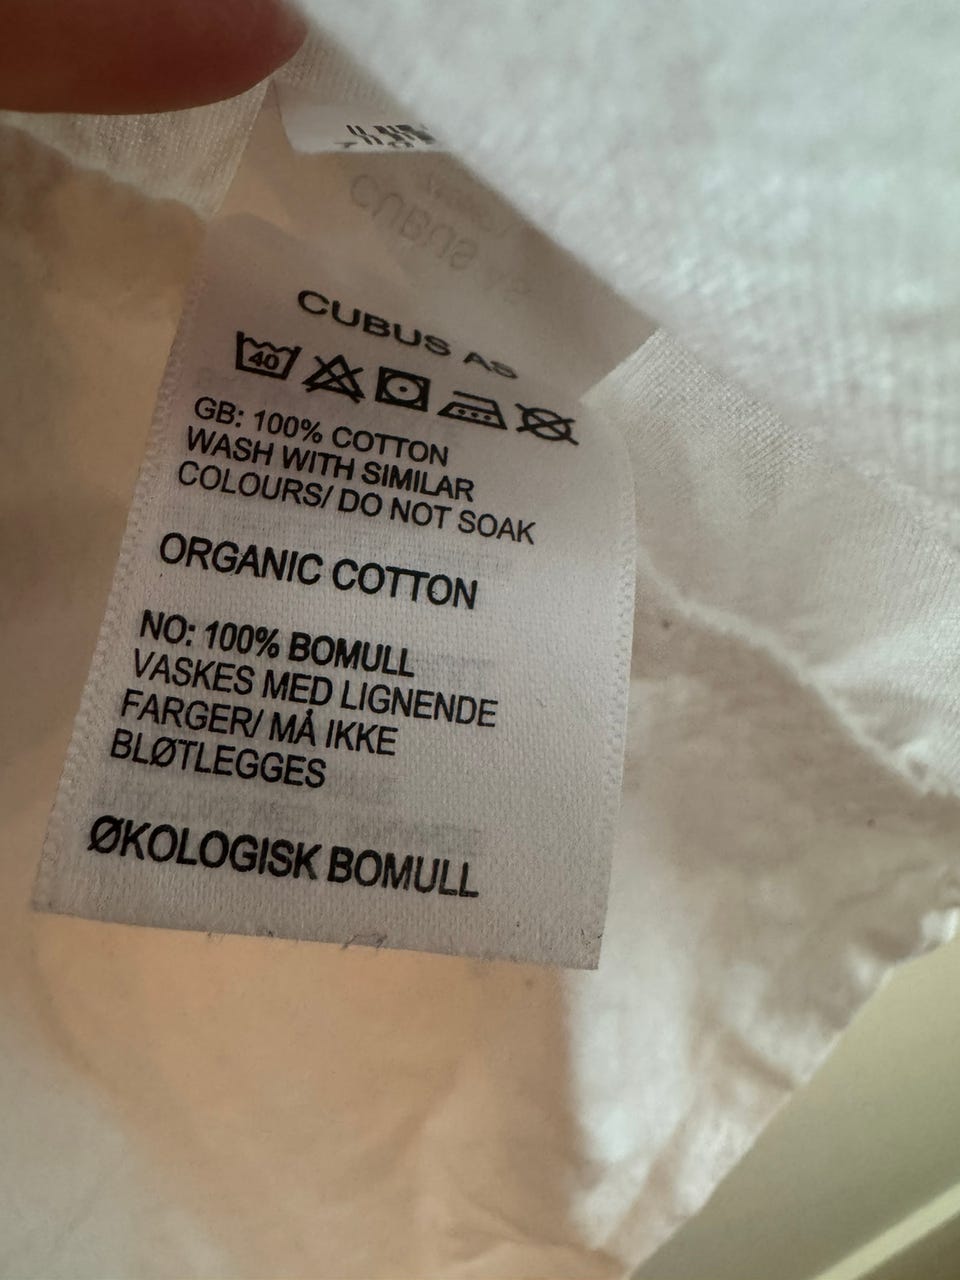 CUBUS AS
40
GB: 100% COTTON
WASH WITH SIMILAR
COLOURS/ DO NOT SOAK
ORGANIC COTTON
NO: 100% BOMULL
VASKES MED LIGNENDE
FARGER/ MÅ IKKE
BLØTLEGGES
ØKOLOGISK BOMULL